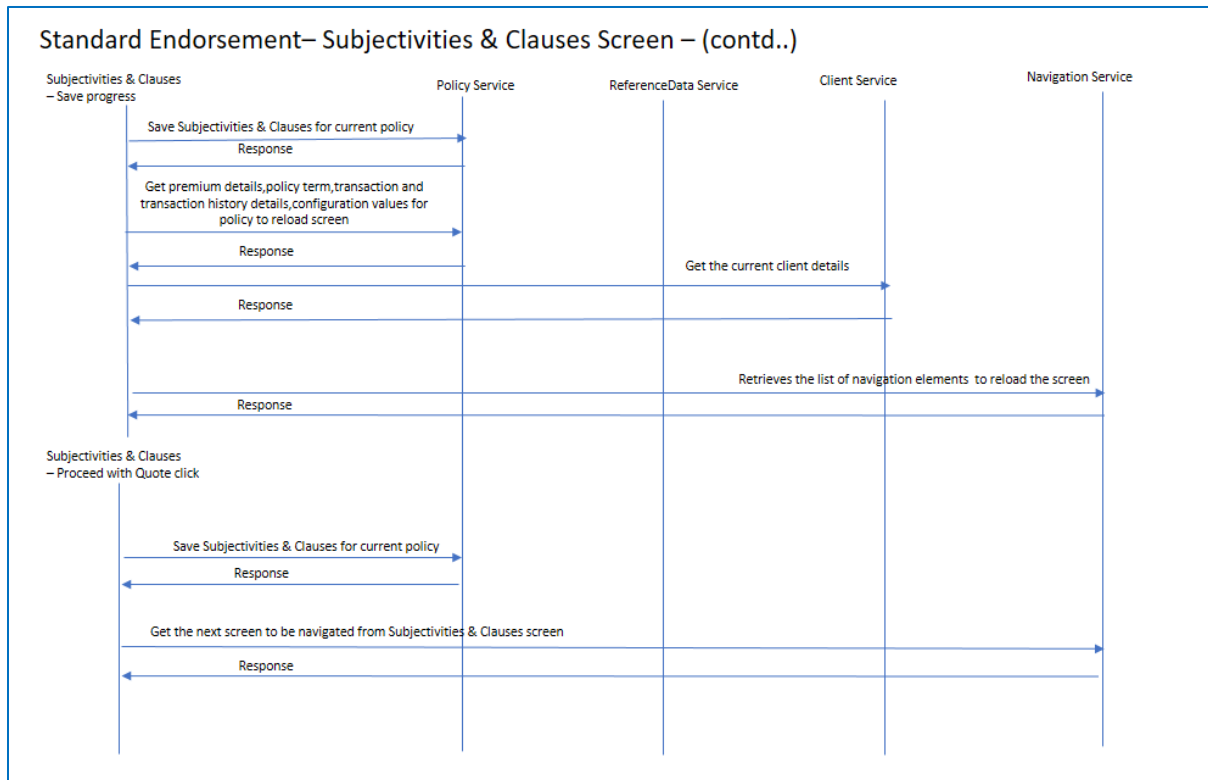 Standard Endorsement– Subjectivities & Clauses Screen – (contd..)
Subjectivities & Clauses
– Save progress
Policy Service
ReferenceData Service
Client Service
Navigation Service
Save Subjectivities & Clauses for current policy
Response
Get premium details,policy term,transaction and
transaction history details,configuration values for
policy to reload screen
Response
Get the current client details
Response
Retrieves the list of navigation elements  to reload the screen
Response
Subjectivities & Clauses
– Proceed with Quote click
Save Subjectivities & Clauses for current policy
Response
Get the next screen to be navigated from Subjectivities & Clauses screen
Response